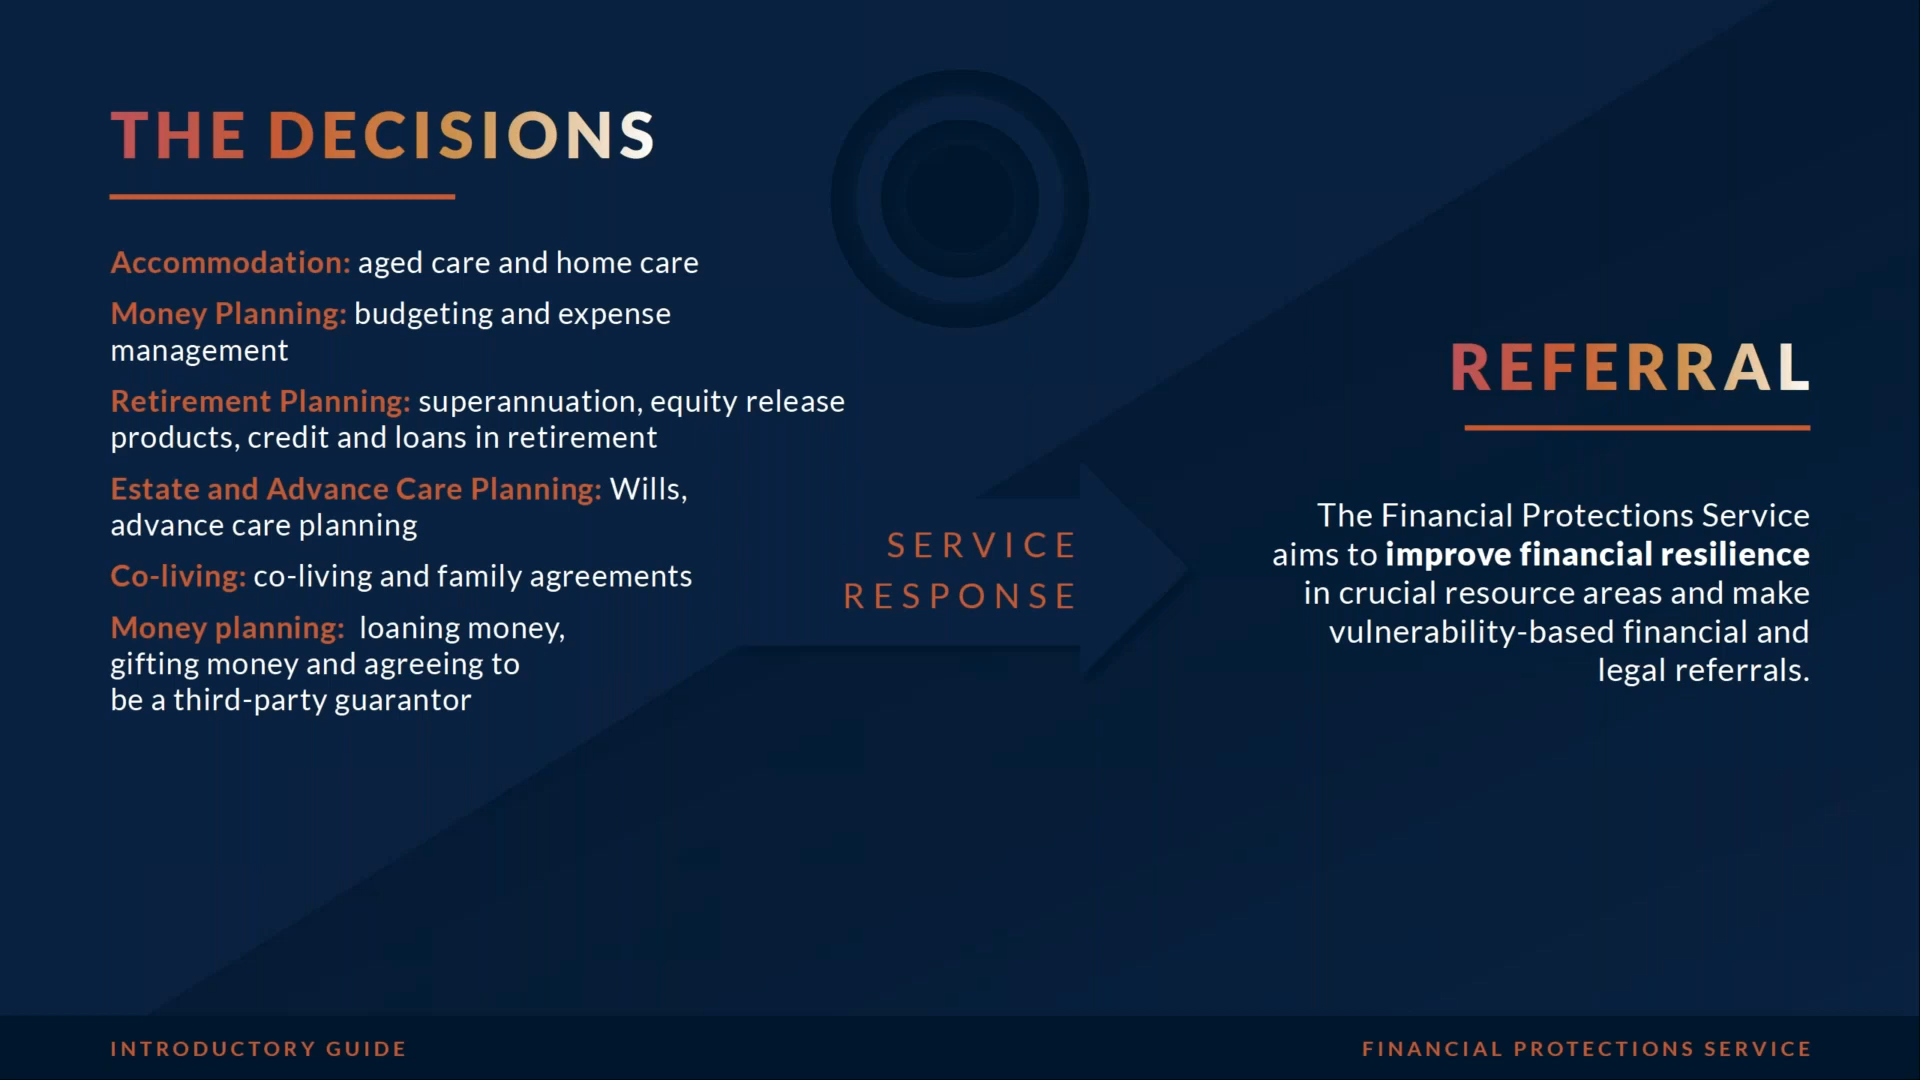 THE DECISIONS
Accommodation: aged care and home care
Money Planning: budgeting and expense
management
Retirement Planning: superannuation, equity release
products, credit and loans in retirement
Estate and Advance Care Planning: Wills,
advance care planning
Co-living: co-living and family agreements
Money planning: loaning money,
gifting money and agreeing to
be a third-party guarantor
SERVICE
RESPONSE
REFERRAL
The Financial Protections Service
aims to improve financial resilience
in crucial resource areas and make
vulnerability-based financial and
legal referrals.
INTRODUCTORY GUIDE
FINANCIAL PROTECTIONS SERVICE